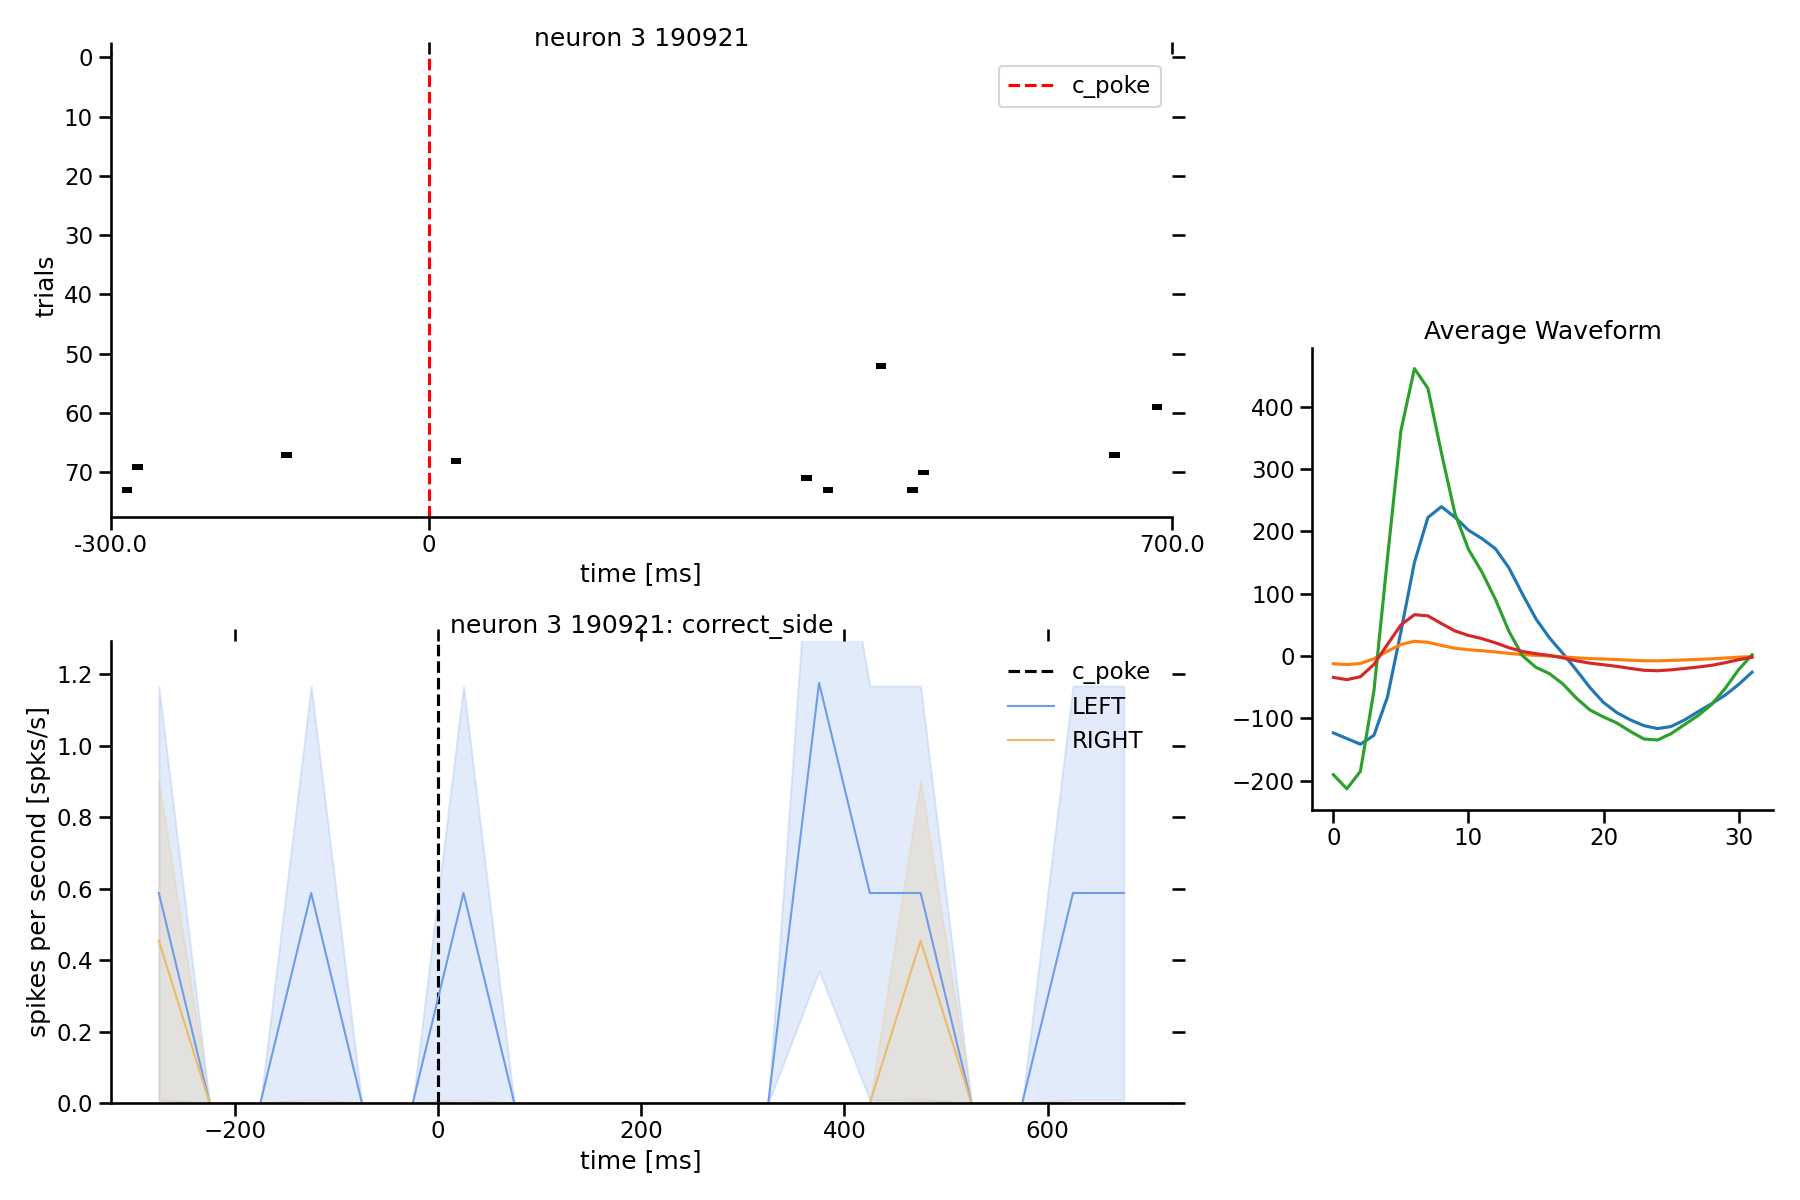 neuron 3 190921
0
10
20
30
40
50
60
70
trials
c_poke
-300.0 0 700.0
time [ms]
neuron 3 190921: correct_side
1.2
1.0
0.8
0.6
0.4
0.2
0.0
spikes per second [spks/s]
c_poke
LEFT
RIGHT
−200 0 200 400 600
time [ms]
Average Waveform
400
300
200
100
0
−100
−200
0 10 20 30